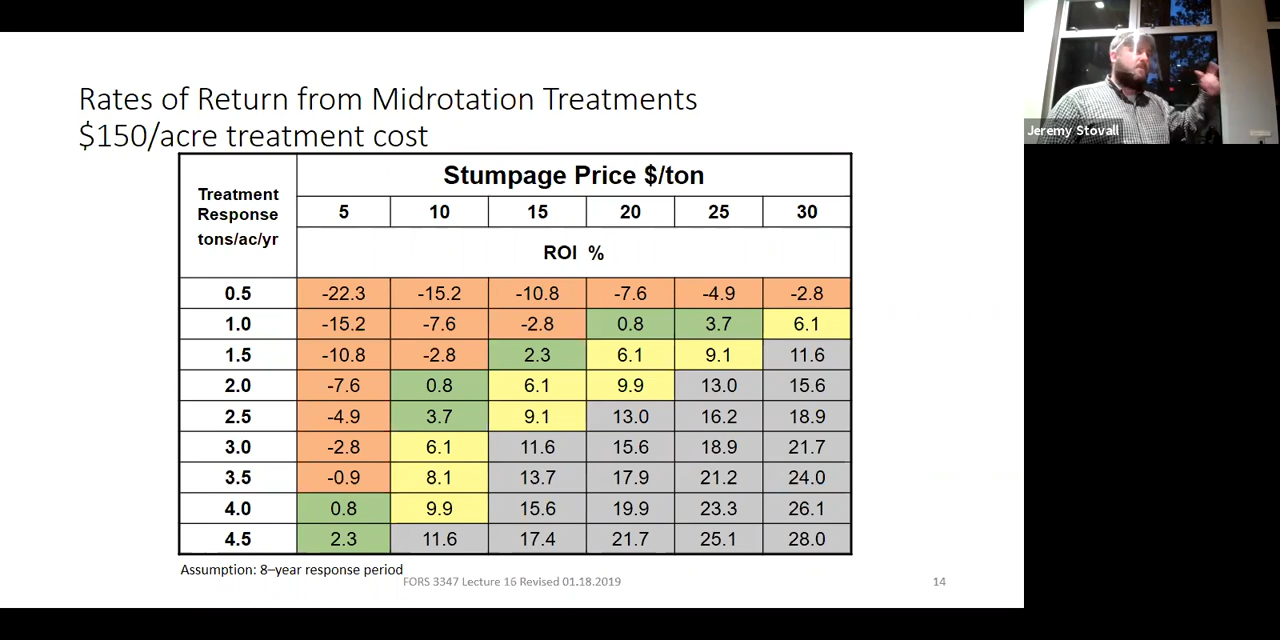 Rates of Return from Midrotation Treatments
$150/acre treatment cost
Treatment
Response
tons/ac/yr
Stumpage Price $/ton
5 10 15 20 25 30
ROI %
0.5 -22.3 -15.2 -10.8 -7.6 -4.9 -2.8
1.0 -15.2 -7.6 -2.8 0.8 3.7 6.1
1.5 -10.8 -2.8 2.3 6.1 9.1 11.6
2.0 -7.6 0.8 6.1 9.9 13.0 15.6
2.5 -4.9 3.7 9.1 13.0 16.2 18.9
3.0 -2.8 6.1 11.6 15.6 18.9 21.7
3.5 -0.9 8.1 13.7 17.9 21.2 24.0
4.0 0.8 9.9 15.6 19.9 23.3 26.1
4.5 2.3 11.6 17.4 21.7 25.1 28.0
Assumption: 8–year response period
FORS 3347 Lecture 16 Revised 01.18.2019
14
Jeremy Stovall